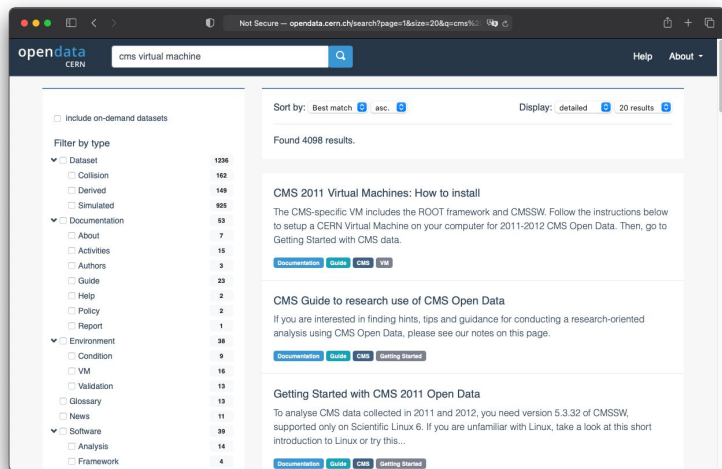 Not Secure — opendata.cern.ch/search?page=1&size=20&q=cms%2
opendata
CERN
cms virtual machine
Help
About
include on-demand datasets
Filter by type
Dataset 1236
Collision 162
Derived 149
Simulated 925
Documentation 53
About 7
Activities 15
Authors 3
Guide 23
Help 2
Policy 2
Report 1
Environment 38
Condition 9
VM 16
Validation 13
Glossary 13
News 11
Software 39
Analysis 14
Framework 4
Sort by: Best match asc. Display: detailed 20 results
Found 4098 results.
CMS 2011 Virtual Machines: How to install
The CMS-specific VM includes the ROOT framework and CMSSW. Follow the instructions below
to setup a CERN Virtual Machine on your computer for 2011-2012 CMS Open Data. Then, go to
Getting Started with CMS data.
Documentation Guide CMS VM
CMS Guide to research use of CMS Open Data
If you are interested in finding hints, tips and guidance for conducting a research-oriented
analysis using CMS Open Data, please see our notes on this page.
Documentation Guide CMS Getting Started
Getting Started with CMS 2011 Open Data
To analyse CMS data collected in 2011 and 2012, you need version 5.3.32 of CMSSW,
supported only on Scientific Linux 6. If you are unfamiliar with Linux, take a look at this short
introduction to Linux or try this...
Documentation Guide CMS Getting Started